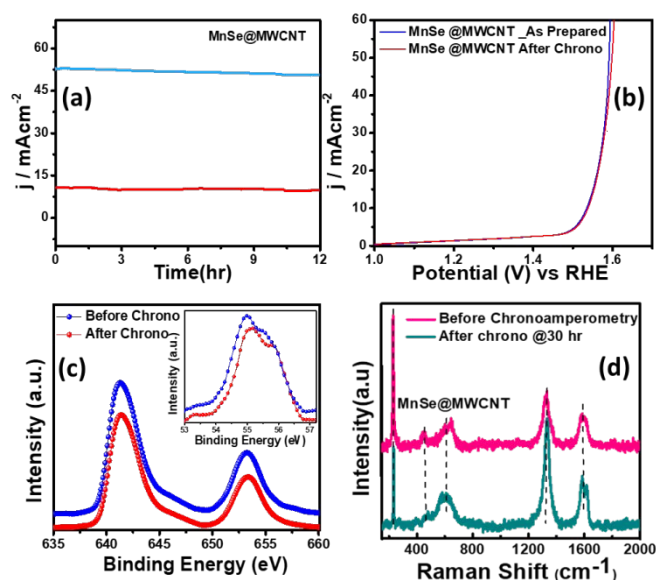 MnSe@MWCNT
(a)
j / mAcm-2
60
45
30
15
0
0 3 6 9 12
Time(hr)
MnSe @MWCNT _As Prepared
MnSe @MWCNT After Chrono
(b)
j / mAcm-2
60
50
40
30
20
10
0
1.0 1.2 1.4 1.6
Potential (V) vs RHE
Before Chrono
After Chrono
(c)
Intensity (a.u.)
635 640 645 650 655 660
Binding Energy (eV)
Intensity (a.u.)
53 54 55 56 57
Binding Energy (eV)
Before Chronoamperometry
After chrono @30 hr
(d)
MnSe@MWCNT
Intensity(a.u)
400 800 1200 1600 2000
Raman Shift (cm-1)